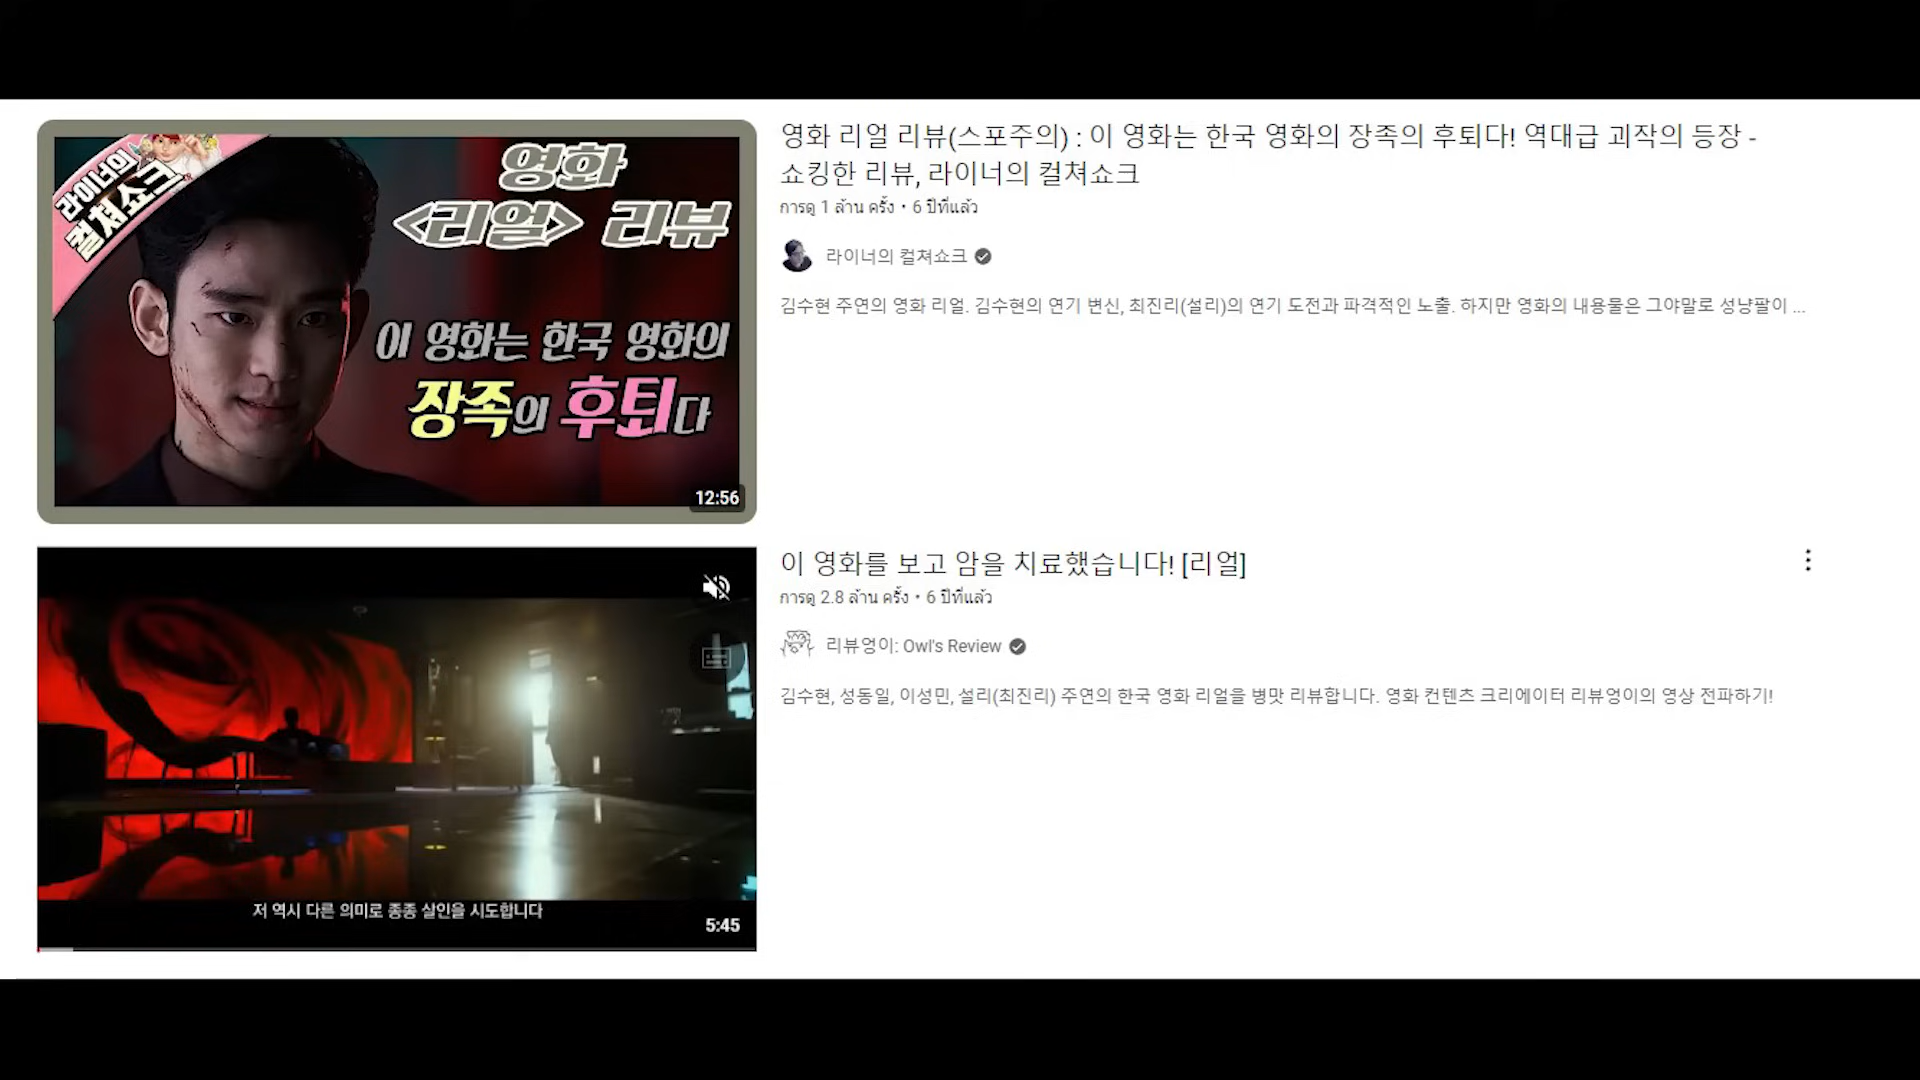 라이너의
컬쳐쇼크
영화
<리얼> 리뷰
이 영화는 한국 영화의
장족의 후퇴다
12:56
영화 리얼 리뷰(스포주의) : 이 영화는 한국 영화의 장족의 후퇴다! 역대급 괴작의 등장 -
쇼킹한 리뷰, 라이너의 컬쳐쇼크
การดู 1 ล้าน ครั้ง • 6 ปีที่แล้ว
라이너의 컬쳐쇼크
김수현 주연의 영화 리얼. 김수현의 연기 변신, 최진리(설리)의 연기 도전과 파격적인 노출. 하지만 영화의 내용물은 그야말로 성냥팔이 ...
저 역시 다른 의미로 종종 살인을 시도합니다
5:45
이 영화를 보고 암을 치료했습니다! [리얼]
การดู 2.8 ล้าน ครั้ง • 6 ปีที่แล้ว
리뷰엉이: Owl's Review
김수현, 성동일, 이성민, 설리(최진리) 주연의 한국 영화 리얼을 병맛 리뷰합니다. 영화 컨텐츠 크리에이터 리뷰엉이의 영상 전파하기!